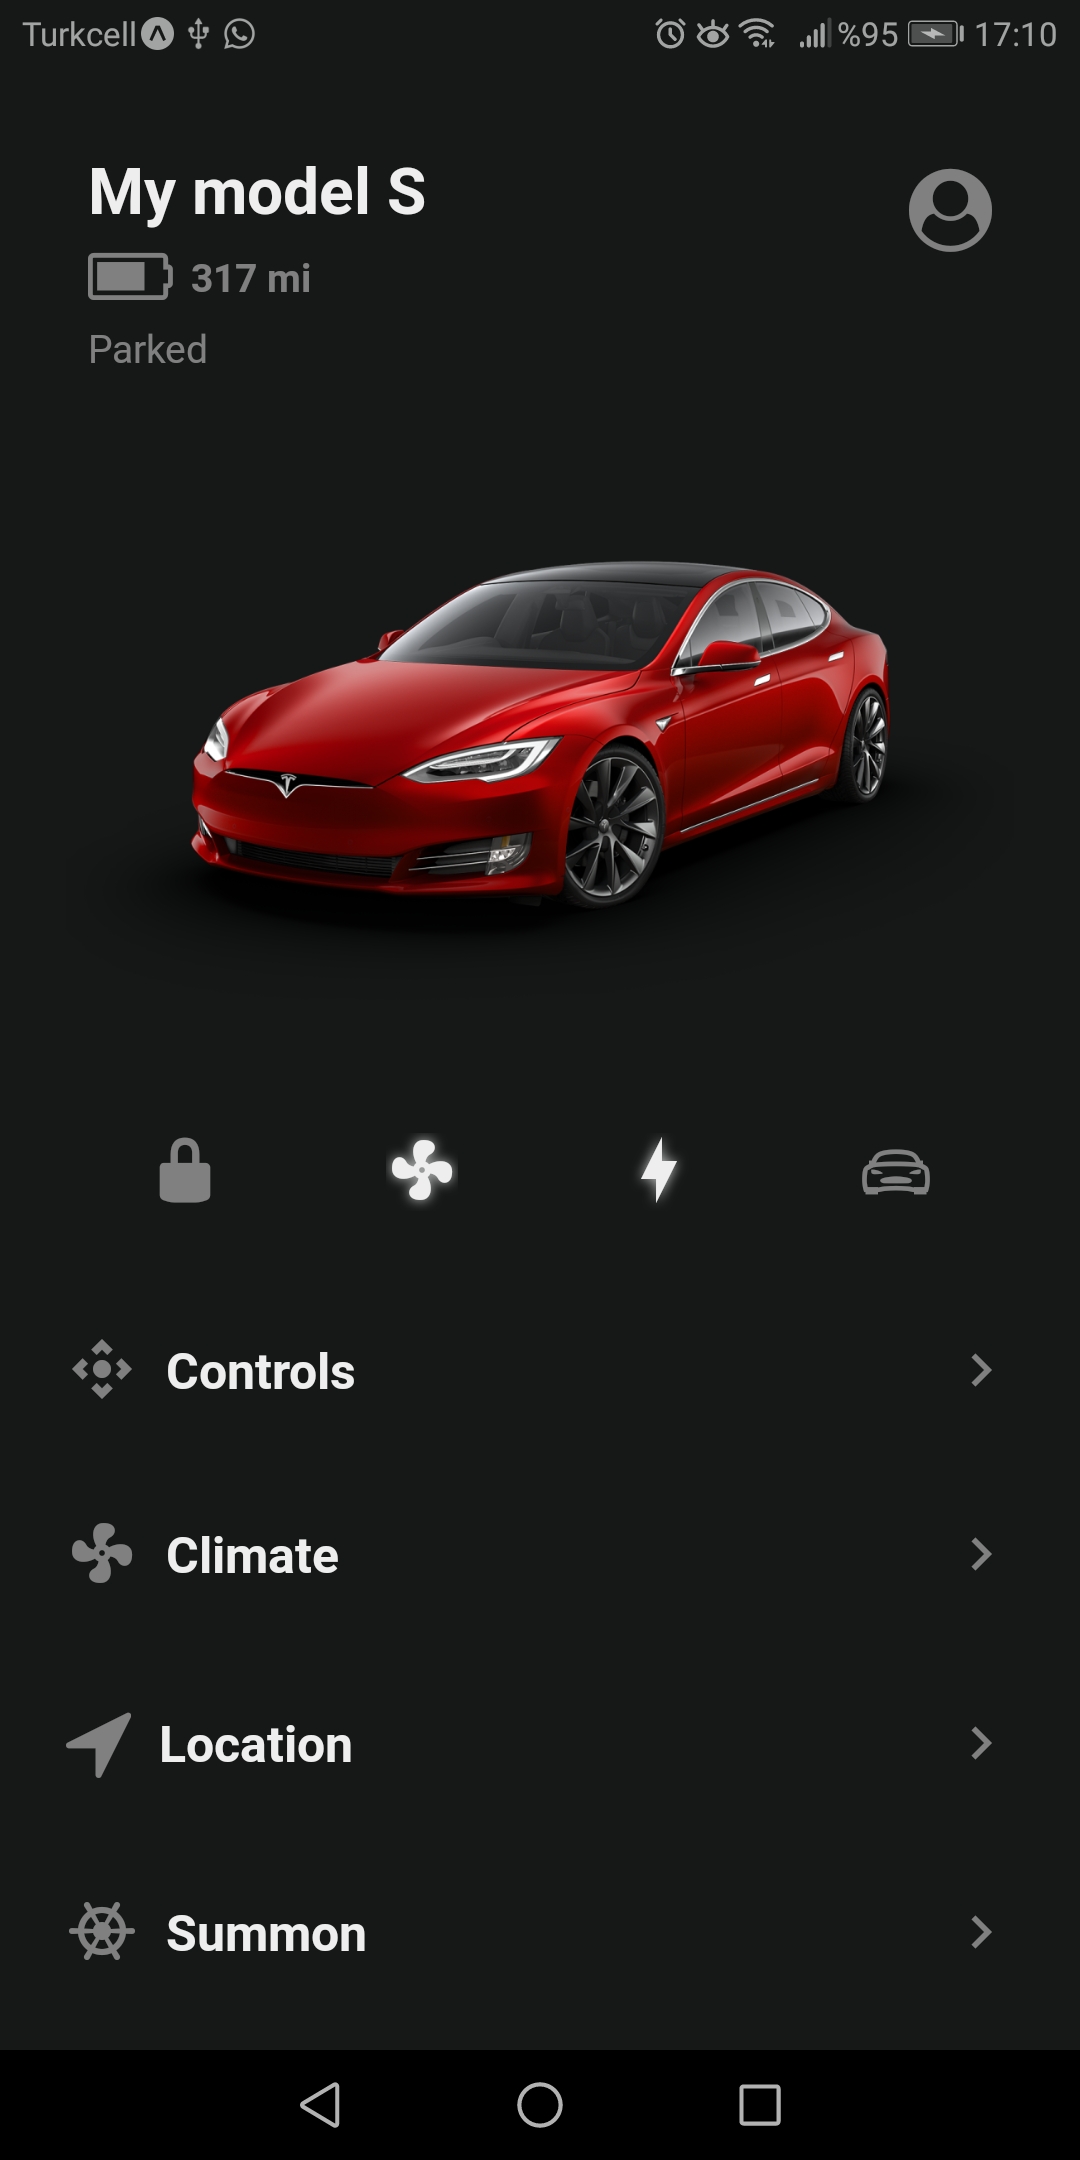 Turkcell %95 17:10
My model S
317 mi
Parked
Controls
Climate
Location
Summon